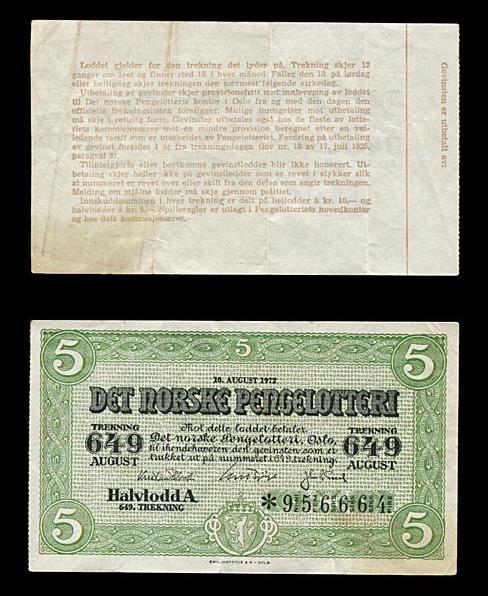 Loddet gjelder for den trekning det lyder på. Trekning skjer 12
ganger om året og finner sted 10. i hver måned. Faller den 10. på lørdag
eller helligdag skjer trekningen den nærmest følgende virkedag.
Utbetaling av gevinster skjer provisjonsfritt mot innlevering av loddet
til Det norske Pengelotteris kontor i Oslo fra og med den dagen den
offisielle trekningslisten foreligger. Mulige innsigelser mot utbetaling
må skje i rettslig form. Gevinster utbetales også hos de fleste av lotte-
riets kommisjonærer mot en mindre provisjon beregnet etter en vei-
ledende tariff som er utarbeidet av Pengelotteriet. Fordring på utbetaling
av gevinst foreldes 1 år fra trekningsdagen (lov nr. 18 av 17. juli 1925,
paragraf 3).
Tilintetgjorte eller bortkomne gevinstlodder blir ikke honorert. Ut-
betaling skjer heller ikke på gevinstlodder som er revet i stykker slik
at nummeret er revet over eller skilt fra den delen som angir trekningen.
Melding om stjålne lodder må skje gjennom politiet.
Innskuddssummen i hver trekning er delt på hellodder à kr. 10,— og
halvlodder à kr. 5,—. Spilleregler er utlagt i Pengelotteriets hovedkontor
og hos dets kommisjonærer.
Gevinsten er utbetalt av:
5 5 5
10. AUGUST 1972
DET NORSKE PENGELOTTERI
Mot dette loddet betaler
TREKNING 649 AUGUST
Det norske Pengelotteri, Oslo,
til ihendehaveren den gevinsten som er
trukket ut på nummeret i 649. trekning.
TREKNING 649 AUGUST
Halvlodd A
649. TREKNING
* 9 5 6 6 6 4
5 5